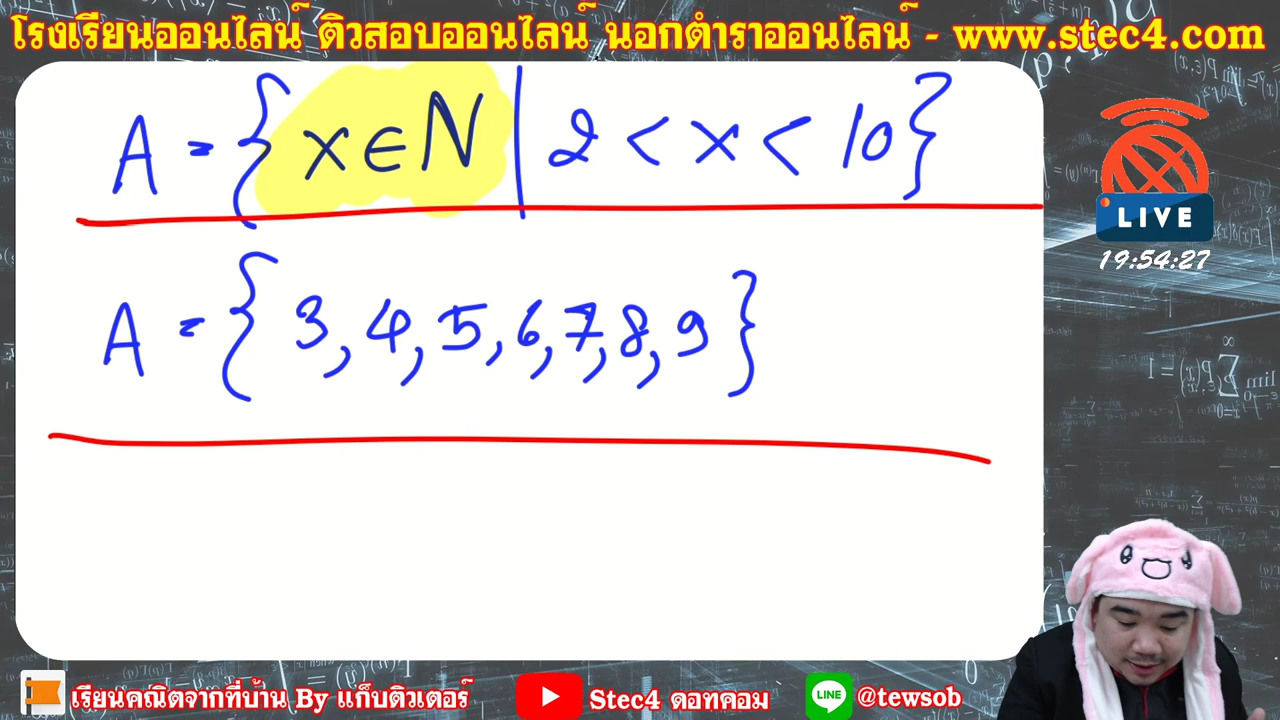 โรงเรียนออนไลน์ ติวสอบออนไลน์ นอกตำราออนไลน์ - www.stec4.com
A = { x ∈ N | 2 < x < 10 }
LIVE
19:54:27
A = { 3, 4, 5, 6, 7, 8, 9 }
เรียนคณิตจากที่บ้าน By แก็บติวเตอร์
Stec4 ดอทคอม
LINE
@tewsob